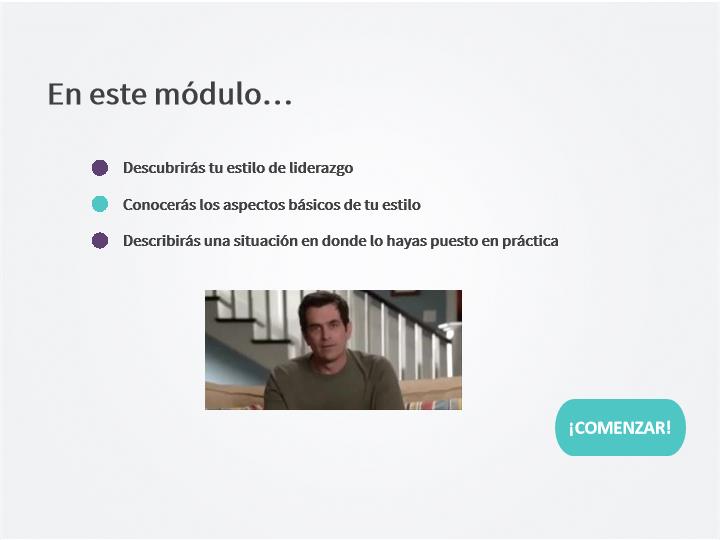 En este módulo…
Descubrirás tu estilo de liderazgo
Conocerás los aspectos básicos de tu estilo
Describirás una situación en donde lo hayas puesto en práctica
¡COMENZAR!